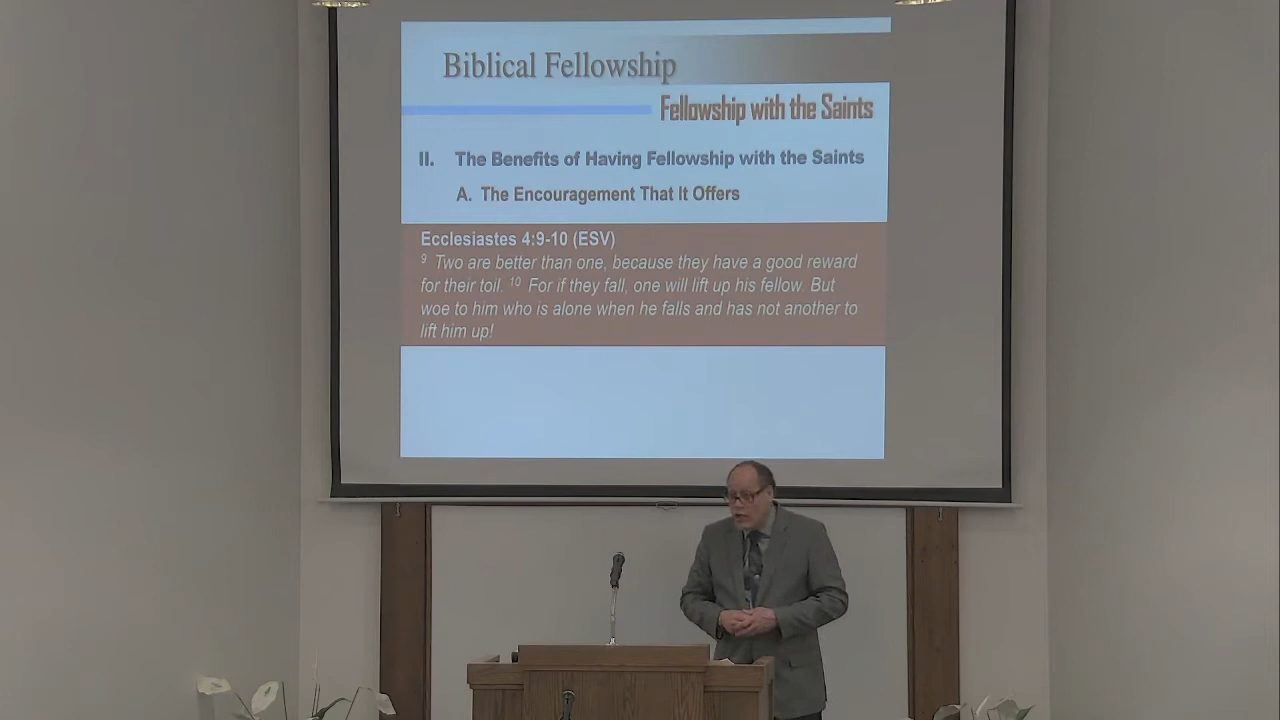 Biblical Fellowship
Fellowship with the Saints
II. The Benefits of Having Fellowship with the Saints
A. The Encouragement That It Offers
Ecclesiastes 4:9-10 (ESV)
9 Two are better than one, because they have a good reward
for their toil. 10 For if they fall, one will lift up his fellow. But
woe to him who is alone when he falls and has not another to
lift him up!